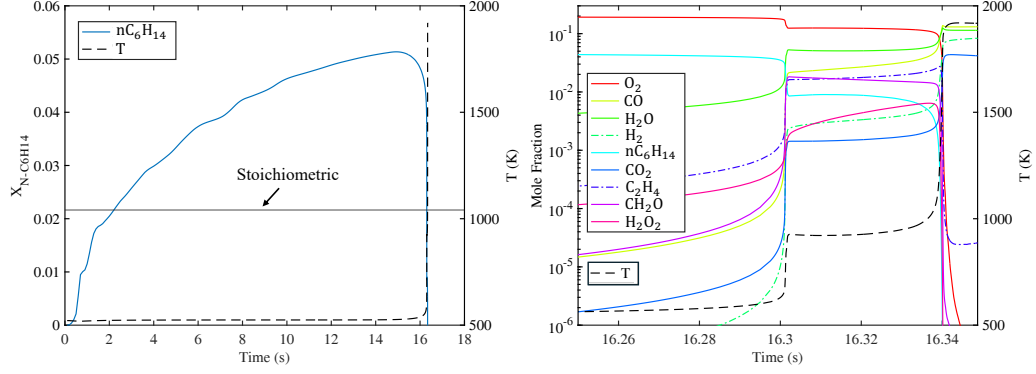 nC₆H₁₄
T
Stoichiometric
X_N-C6H14
0
0.01
0.02
0.03
0.04
0.05
0.06
0 2 4 6 8 10 12 14 16 18
Time (s)
500
1000
1500
2000
T (K)
O₂
CO
H₂O
H₂
nC₆H₁₄
CO₂
C₂H₄
CH₂O
H₂O₂
T
Mole Fraction
10⁻¹
10⁻²
10⁻³
10⁻⁴
10⁻⁵
10⁻⁶
16.26 16.28 16.3 16.32 16.34
Time (s)
2000
1500
1000
500
T (K)